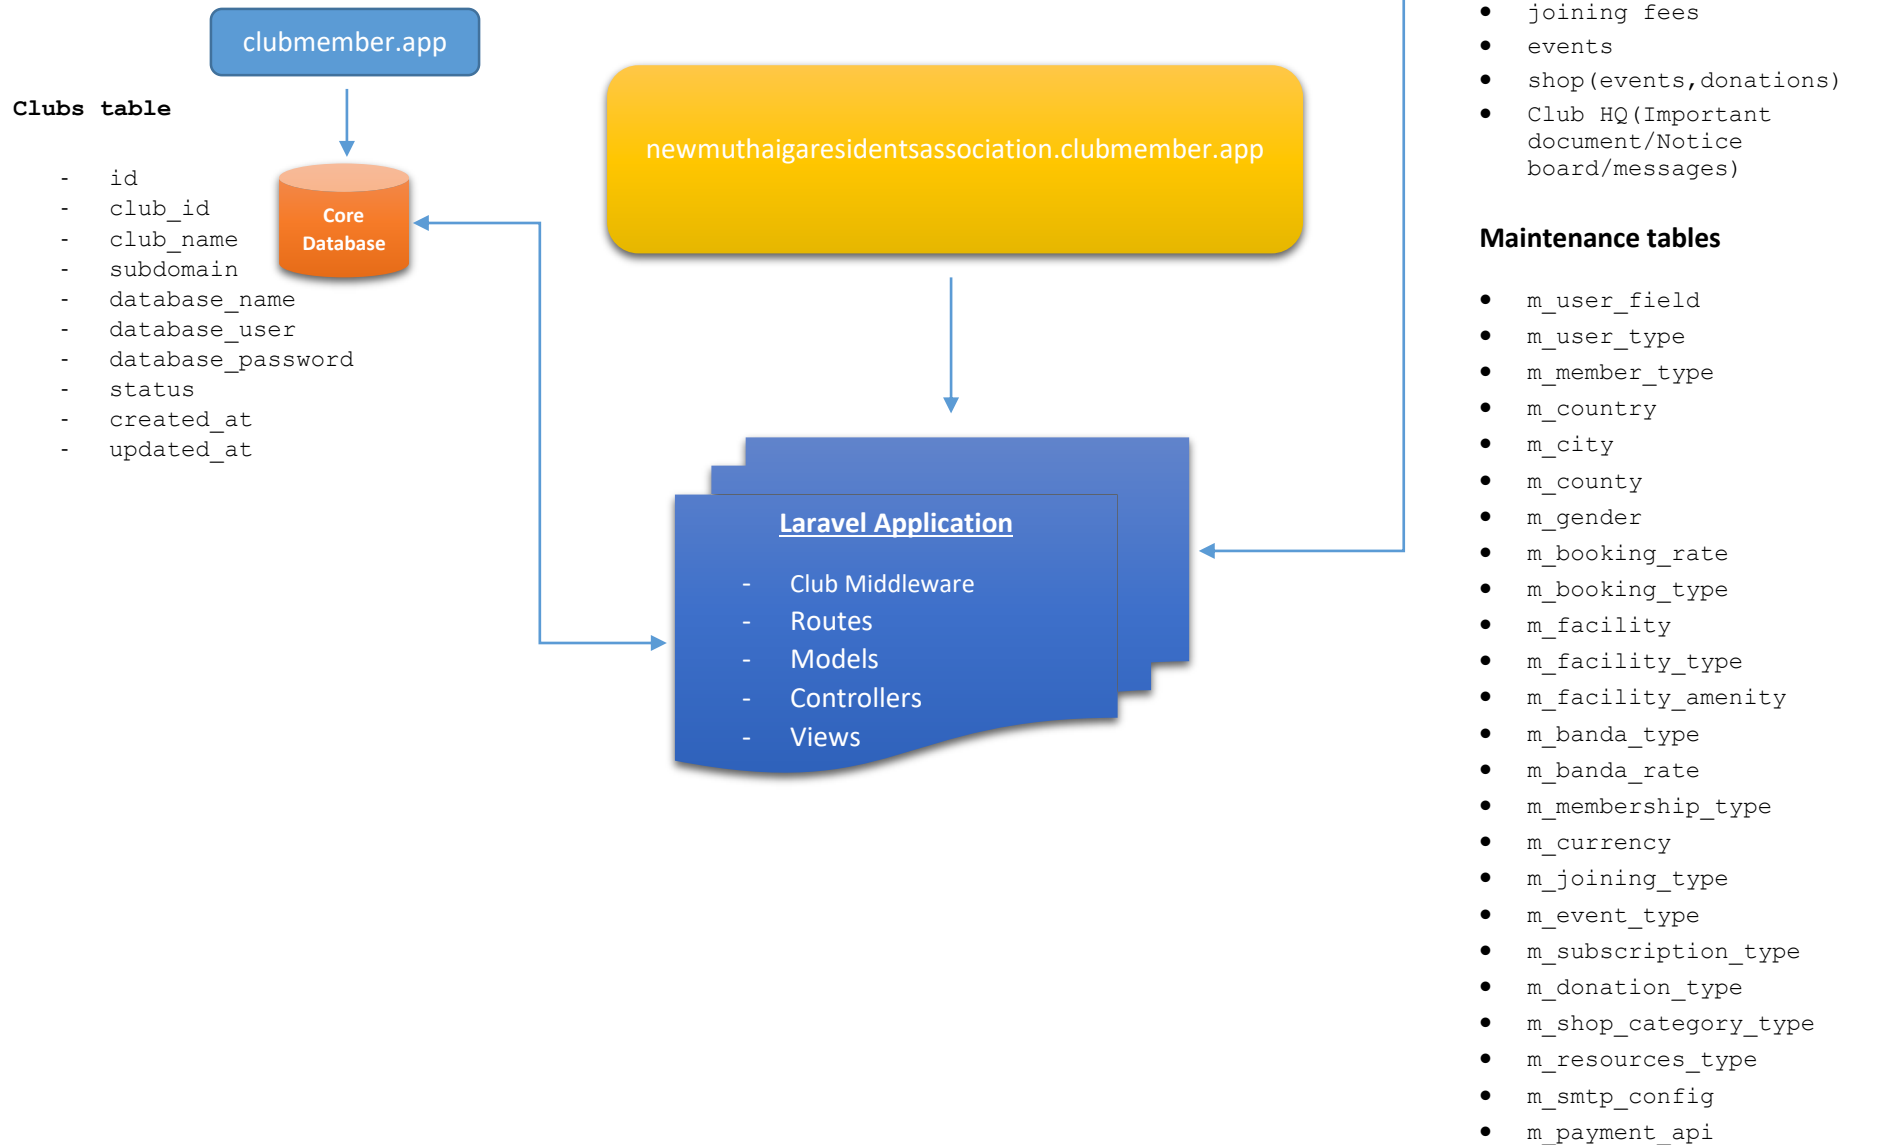 clubmember.app
Clubs table
- id
- club_id
- club_name
- subdomain
- database_name
- database_user
- database_password
- status
- created_at
- updated_at
Core
Database
newmuthaigaresidentsassociation.clubmember.app
Laravel Application
- Club Middleware
- Routes
- Models
- Controllers
- Views
• joining fees
• events
• shop(events,donations)
• Club HQ(Important
document/Notice
board/messages)
Maintenance tables
• m_user_field
• m_user_type
• m_member_type
• m_country
• m_city
• m_county
• m_gender
• m_booking_rate
• m_booking_type
• m_facility
• m_facility_type
• m_facility_amenity
• m_banda_type
• m_banda_rate
• m_membership_type
• m_currency
• m_joining_type
• m_event_type
• m_subscription_type
• m_donation_type
• m_shop_category_type
• m_resources_type
• m_smtp_config
• m_payment_api